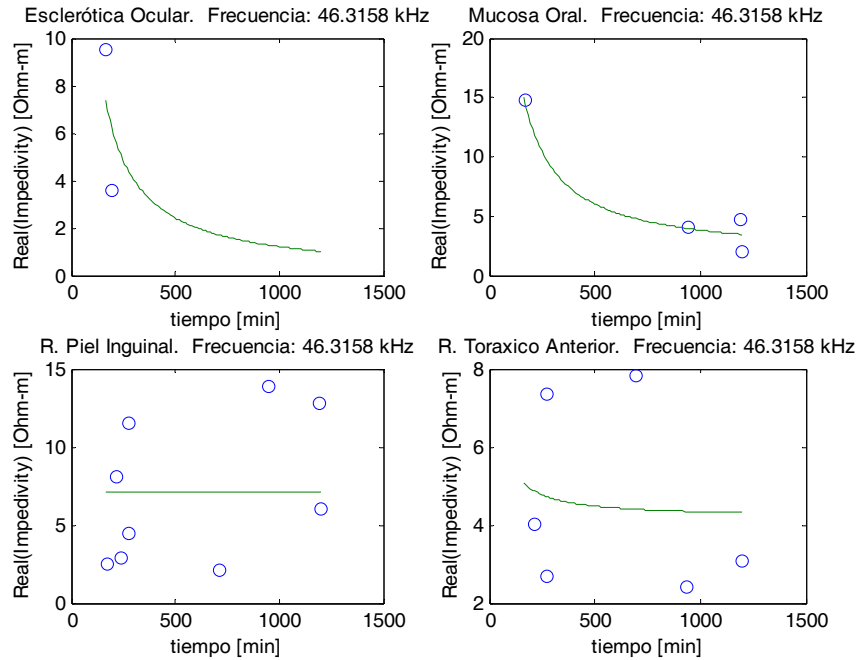 Esclerótica Ocular.  Frecuencia: 46.3158 kHz
Real(Impedivity) [Ohm-m]
10
8
6
4
2
0
0 500 1000 1500
tiempo [min]
Mucosa Oral.  Frecuencia: 46.3158 kHz
Real(Impedivity) [Ohm-m]
20
15
10
5
0
0 500 1000 1500
tiempo [min]
R. Piel Inguinal.  Frecuencia: 46.3158 kHz
Real(Impedivity) [Ohm-m]
15
10
5
0
0 500 1000 1500
tiempo [min]
R. Toraxico Anterior.  Frecuencia: 46.3158 kHz
Real(Impedivity) [Ohm-m]
8
6
4
2
0 500 1000 1500
tiempo [min]